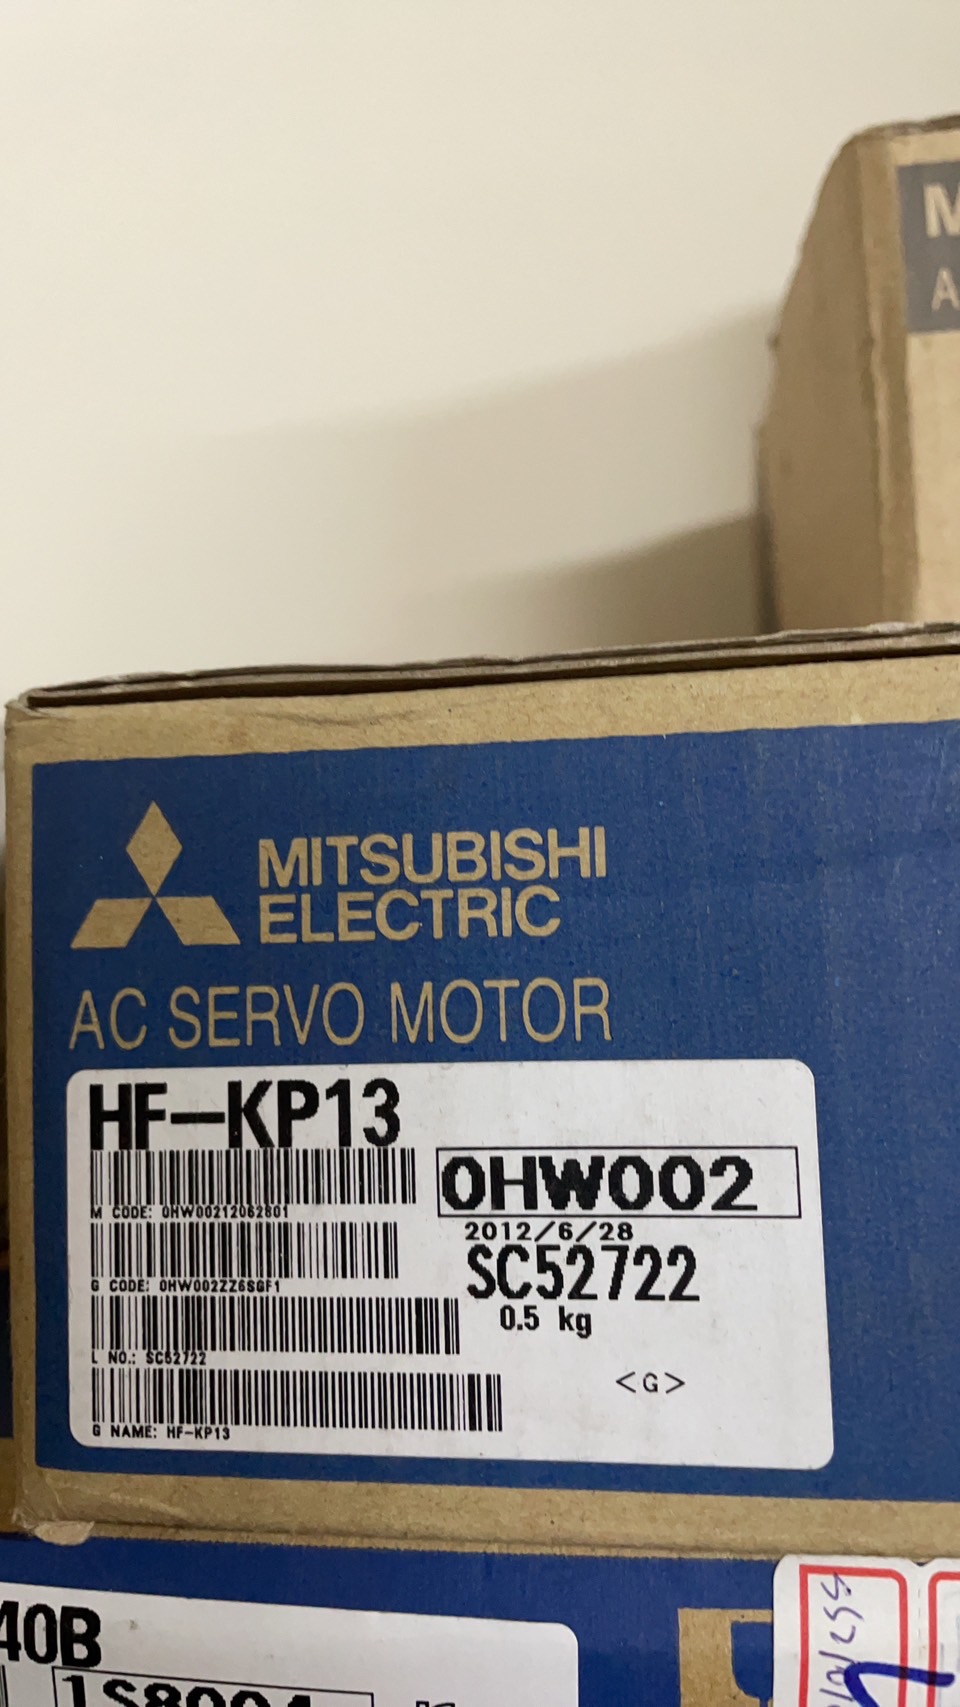 M
A
MITSUBISHI
ELECTRIC
AC SERVO MOTOR
HF-KP13
0HW002
M CODE: 0HW00212062801
2012/6/28
SC52722
G CODE: 0HW002ZZ6SGF1
0.5 kg
L NO.: SC52722
<G>
G NAME: HF-KP13
40B